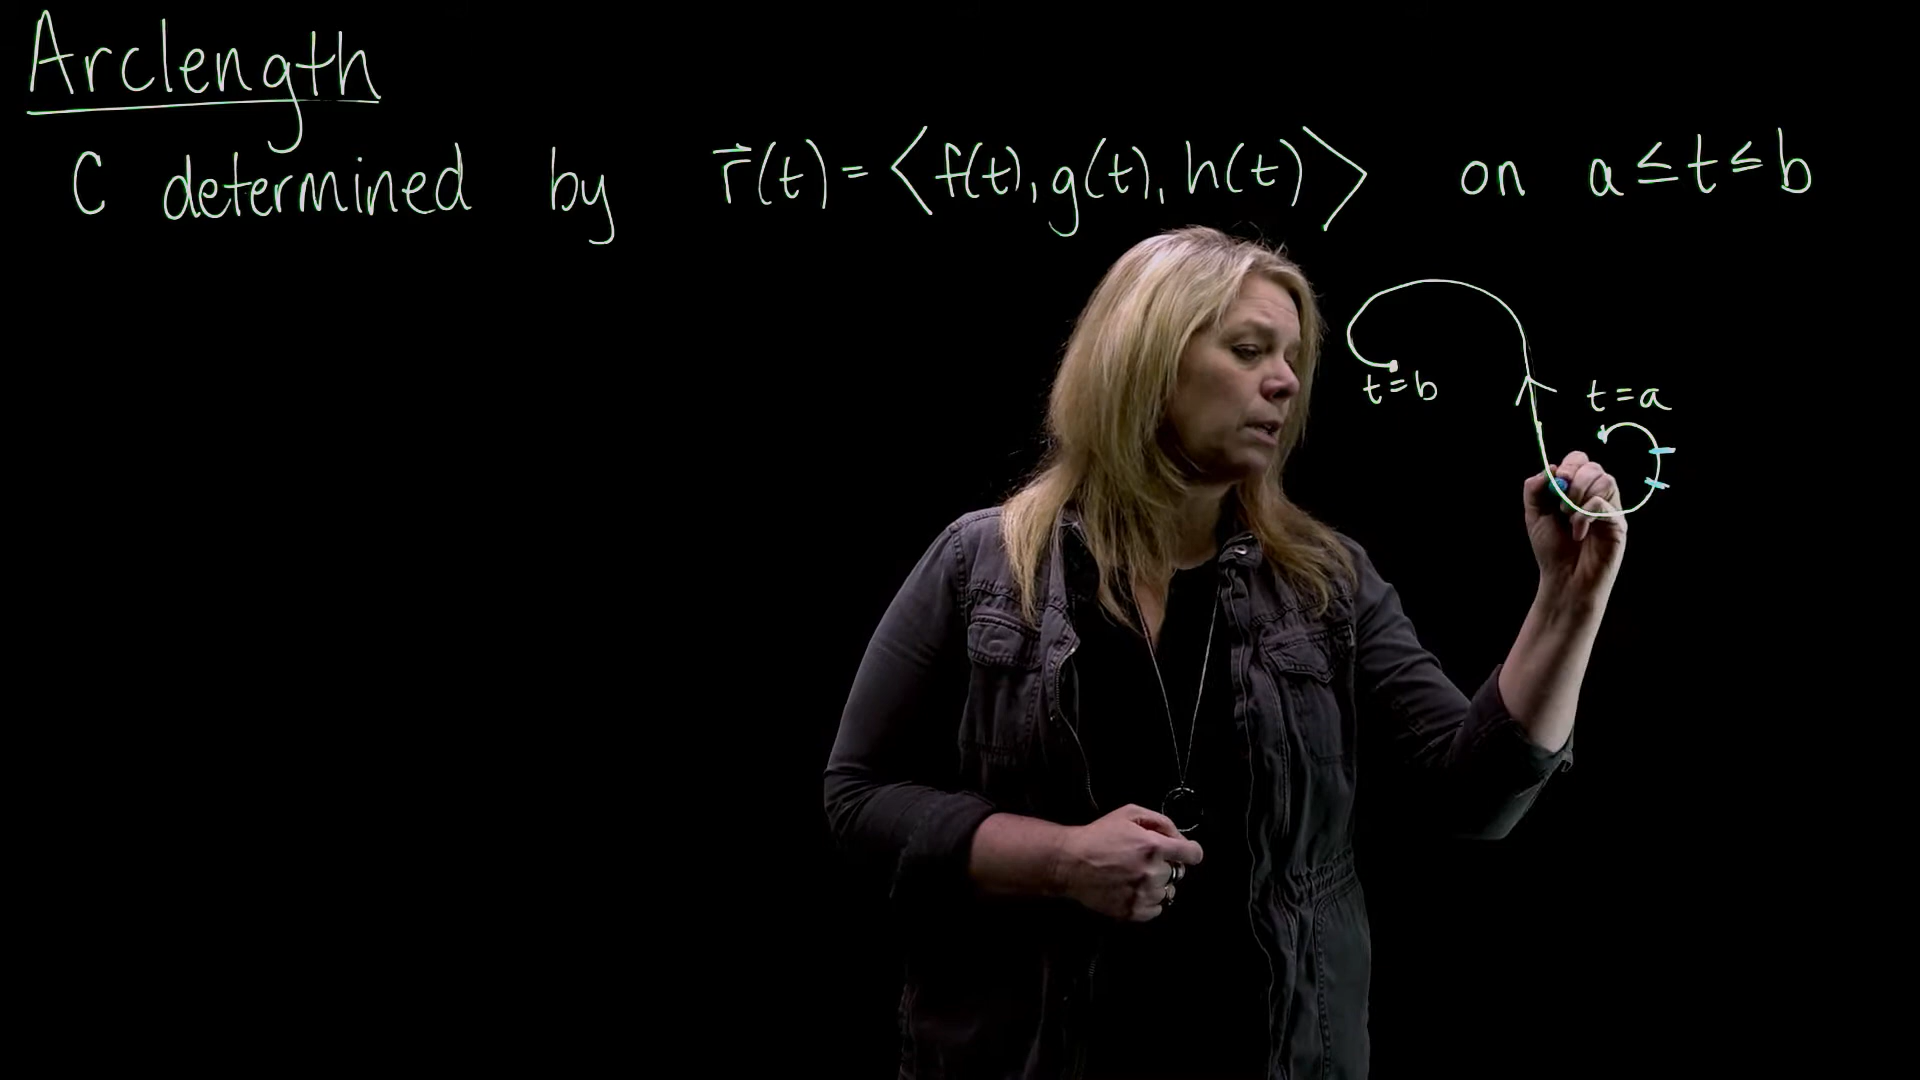 Arclength
C determined by r⃗(t) = ⟨f(t), g(t), h(t)⟩ on a ≤ t ≤ b
t=b
t=a